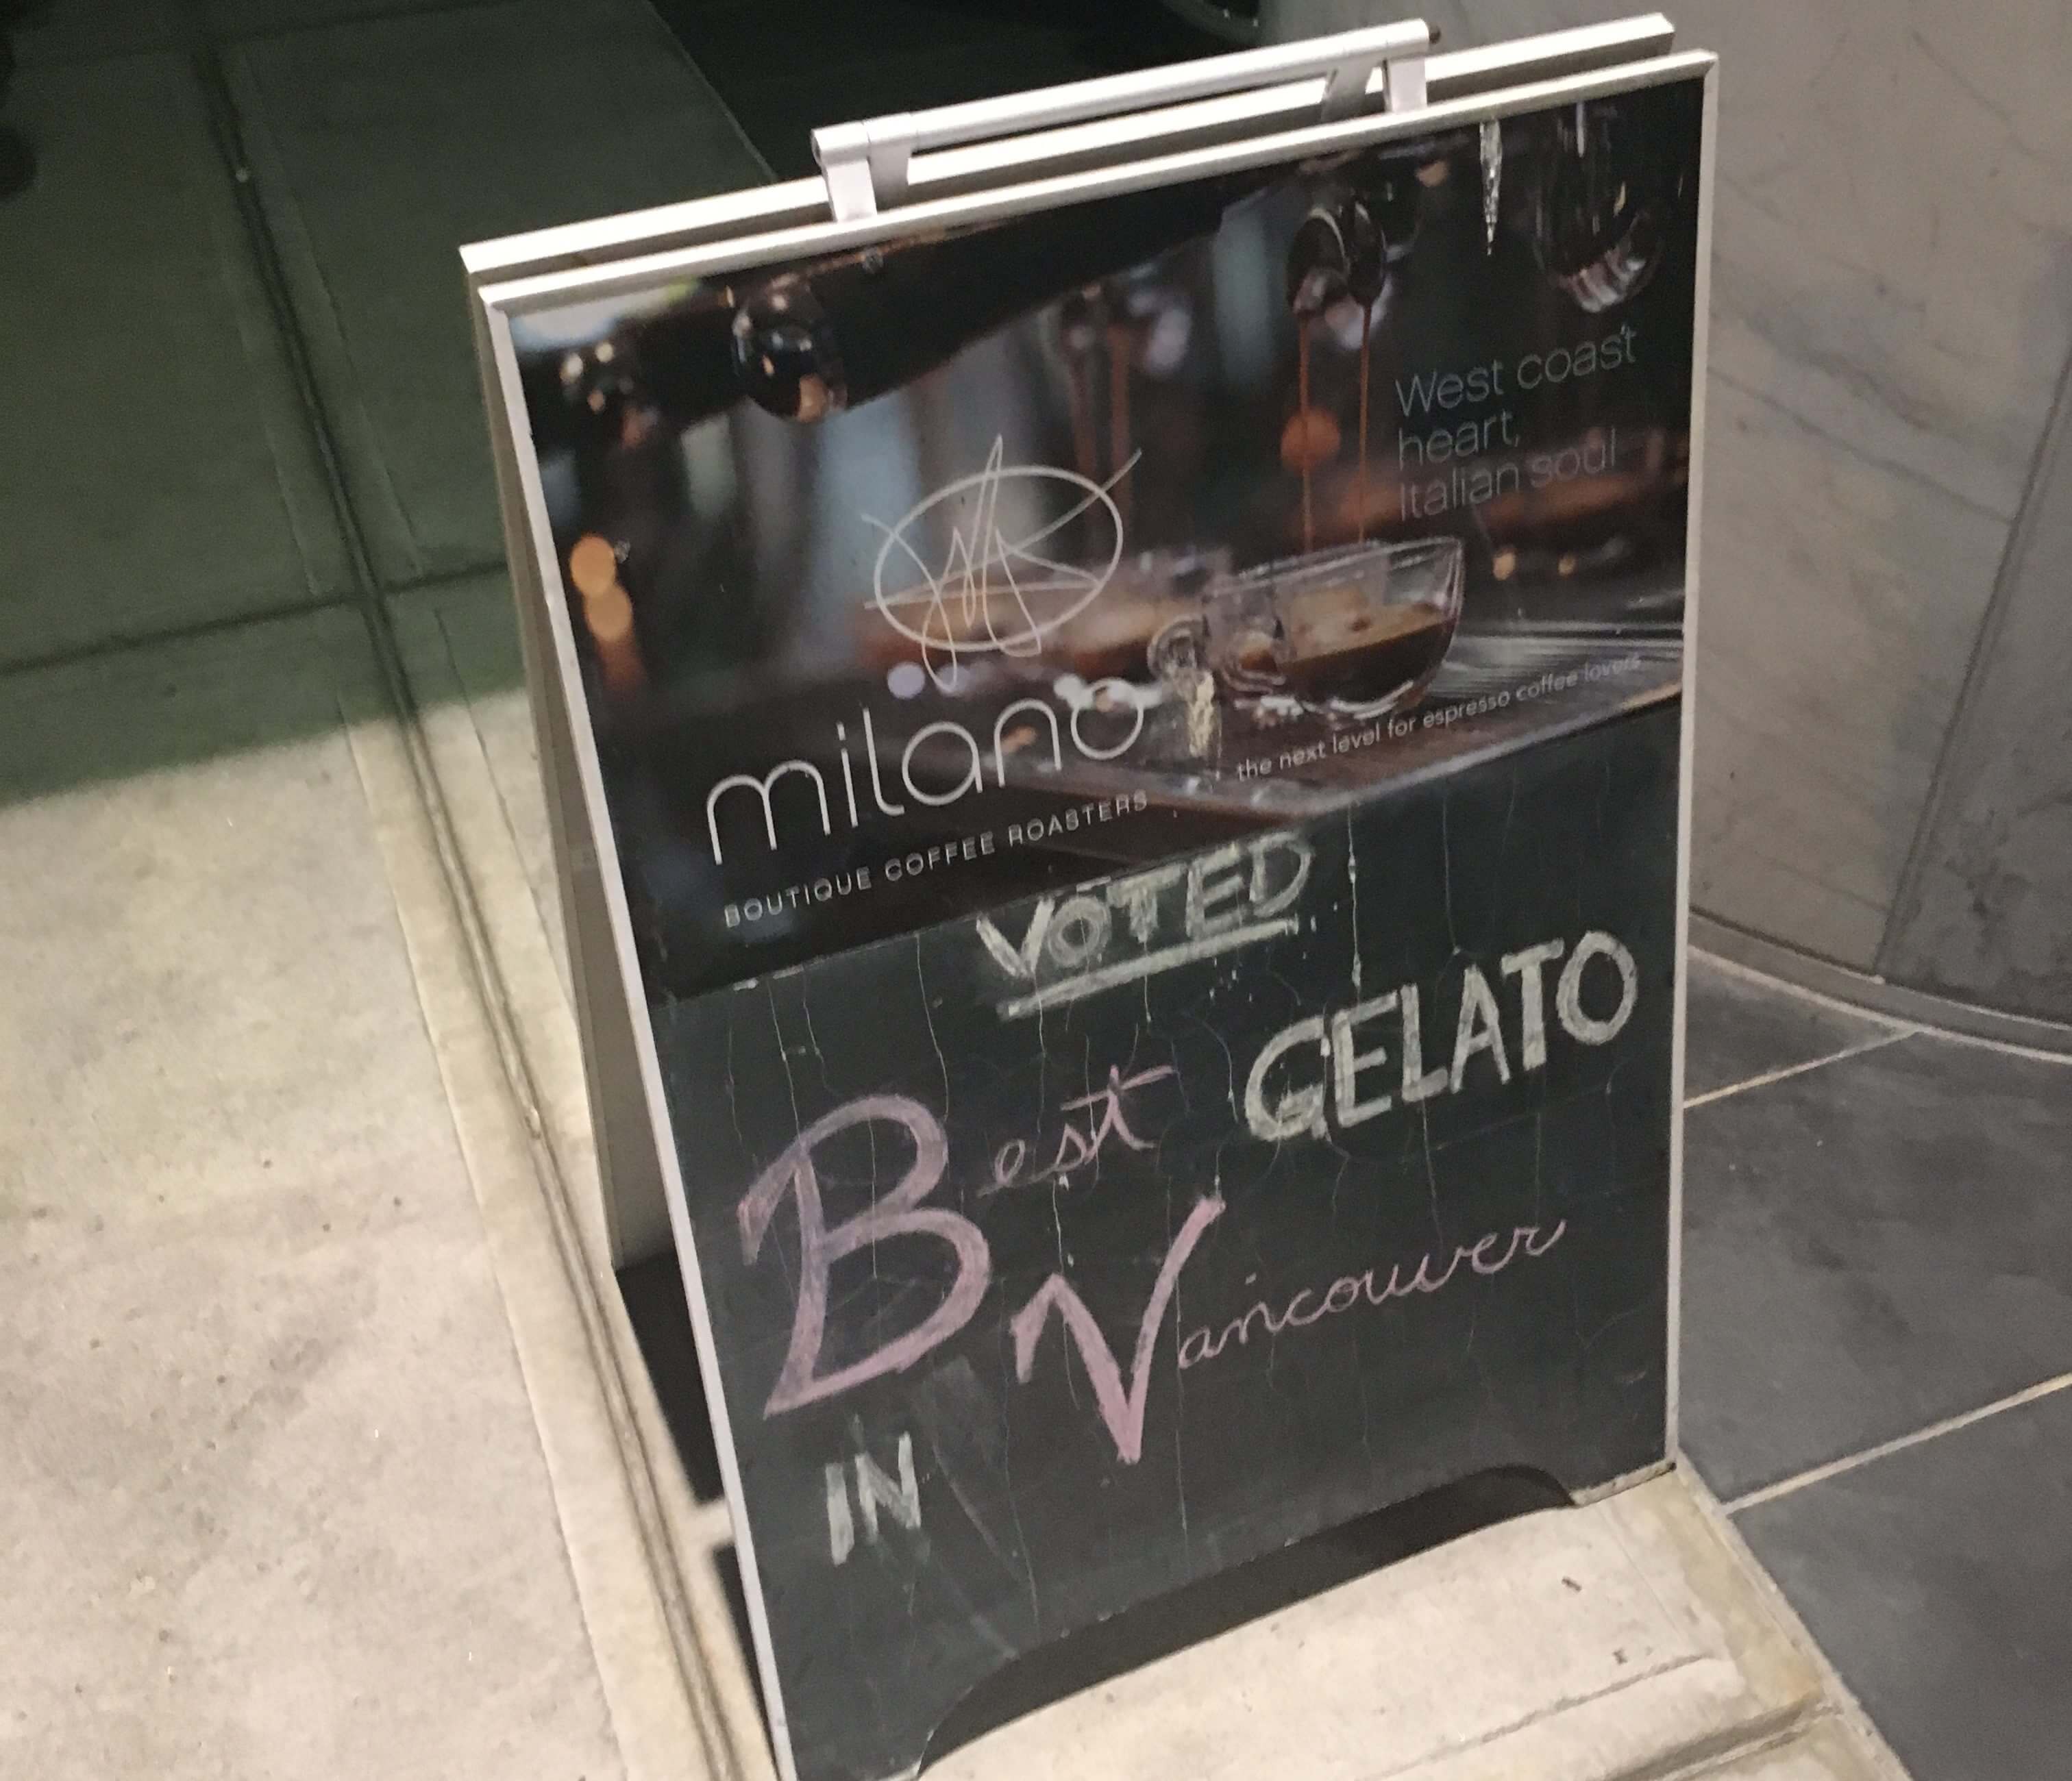 West coast
heart,
Italian soul
milano
BOUTIQUE COFFEE ROASTERS
the next level for espresso coffee lovers
VOTED
Best GELATO
IN Vancouver